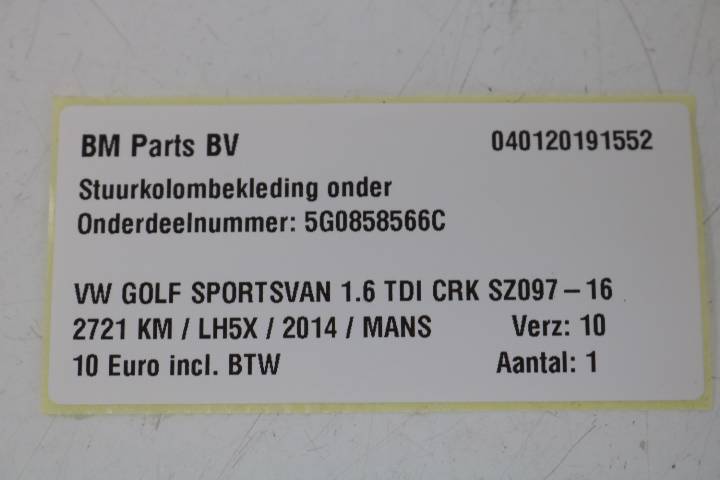 BM Parts BV 040120191552
Stuurkolombekleding onder
Onderdeelnummer: 5G0858566C
VW GOLF SPORTSVAN 1.6 TDI CRK SZ097-16
2721 KM / LH5X / 2014 / MANS Verz: 10
10 Euro incl. BTW Aantal: 1